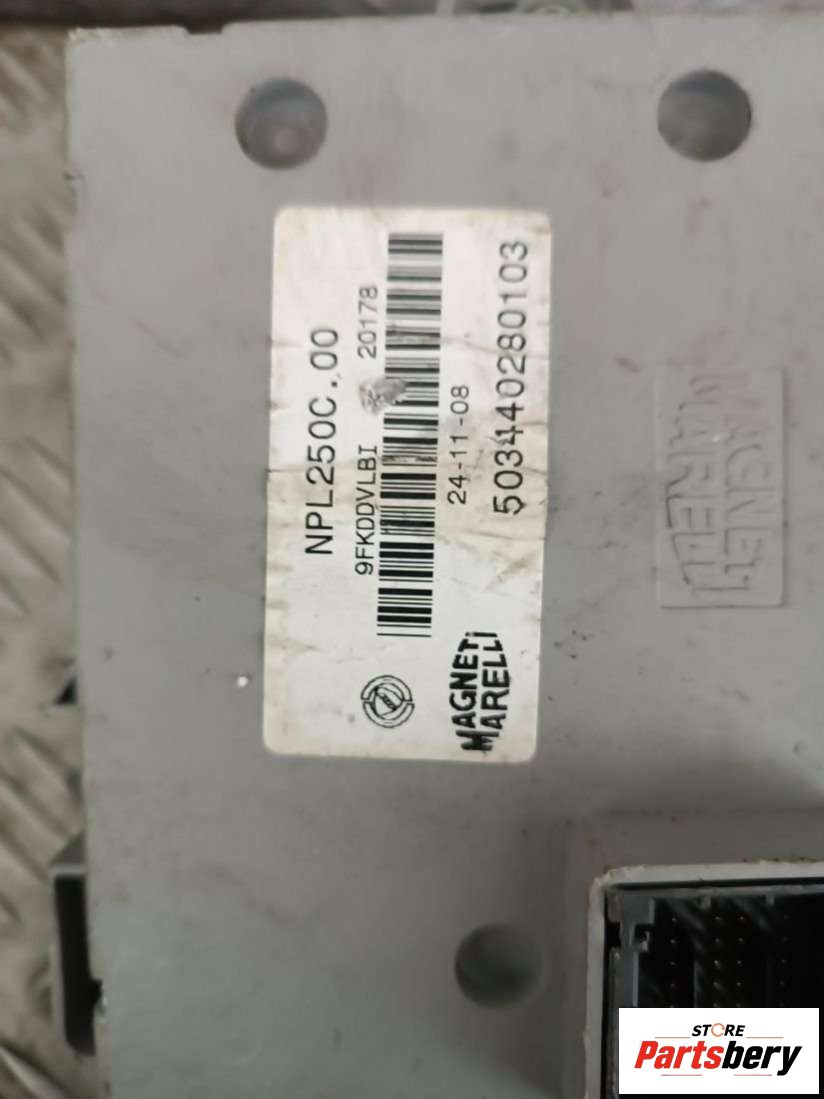 NPL250C.00
9FKDDVLBI 20178
24-11-08
503440280103
MAGNETI
MARELLI
MAGNETI
MARELLI
STORE
Partsbery